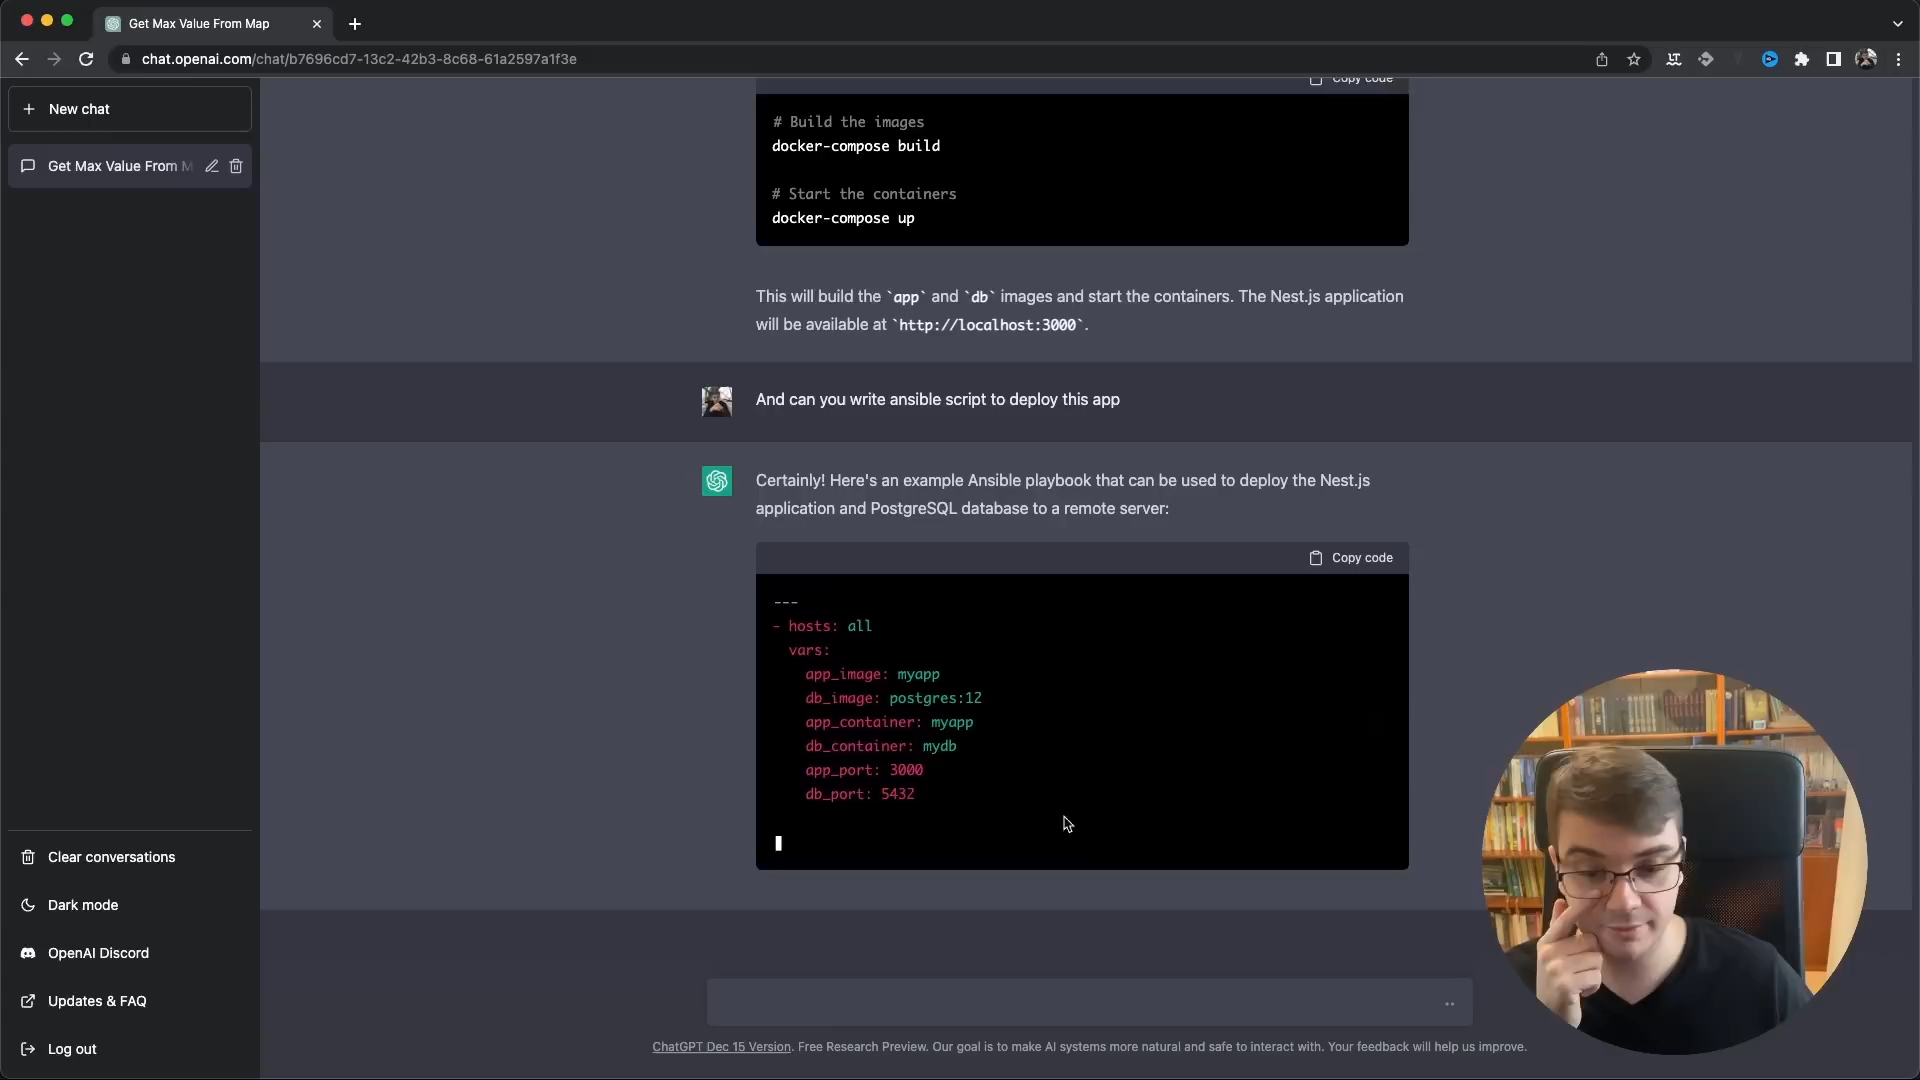 Get Max Value From Map
chat.openai.com/chat/b7696cd7-13c2-42b3-8c68-61a2597a1f3e
New chat
Get Max Value From M
Clear conversations
Dark mode
OpenAI Discord
Updates & FAQ
Log out
Copy code
# Build the images
docker-compose build
# Start the containers
docker-compose up
This will build the `app` and `db` images and start the containers. The Nest.js application
will be available at `http://localhost:3000`.
And can you write ansible script to deploy this app
Certainly! Here's an example Ansible playbook that can be used to deploy the Nest.js
application and PostgreSQL database to a remote server:
Copy code
---
- hosts: all
vars:
app_image: myapp
db_image: postgres:12
app_container: myapp
db_container: mydb
app_port: 3000
db_port: 5432
ChatGPT Dec 15 Version. Free Research Preview. Our goal is to make AI systems more natural and safe to interact with. Your feedback will help us improve.